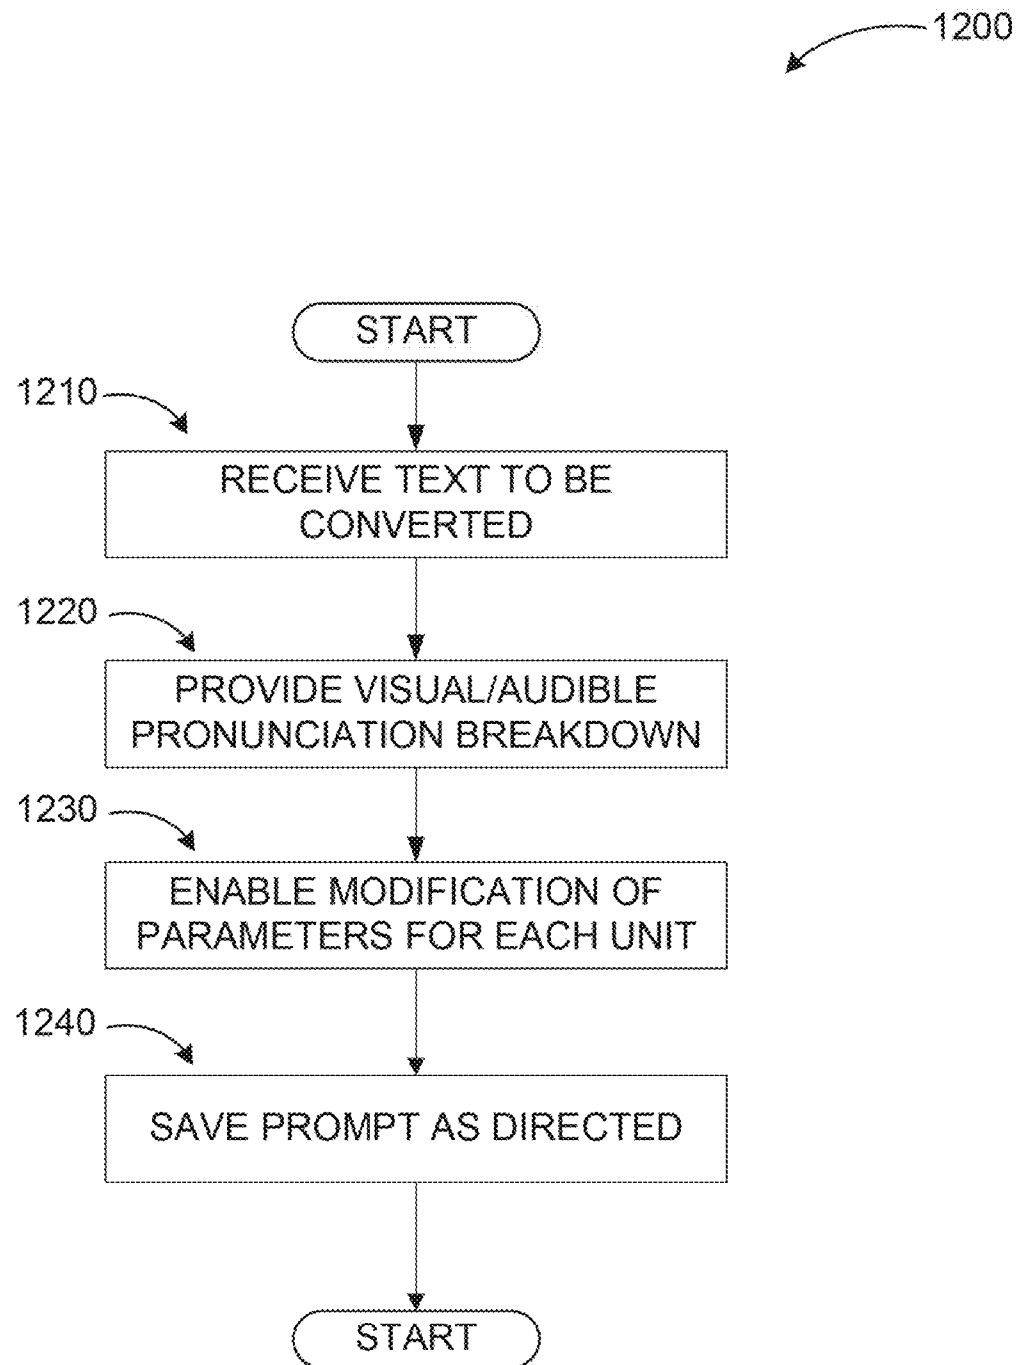 1200
START
1210
RECEIVE TEXT TO BE
CONVERTED
1220
PROVIDE VISUAL/AUDIBLE
PRONUNCIATION BREAKDOWN
1230
ENABLE MODIFICATION OF
PARAMETERS FOR EACH UNIT
1240
SAVE PROMPT AS DIRECTED
START